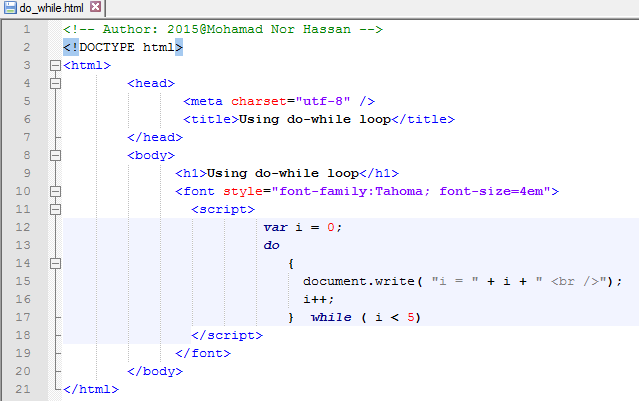 do_while.html
1 <!-- Author: 2015@Mohamad Nor Hassan -->
2 <!DOCTYPE html>
3 <html>
4 <head>
5 <meta charset="utf-8" />
6 <title>Using do-while loop</title>
7 </head>
8 <body>
9 <h1>Using do-while loop</h1>
10 <font style="font-family:Tahoma; font-size=4em">
11 <script>
12 var i = 0;
13 do
14 {
15 document.write( "i = " + i + " <br />");
16 i++;
17 } while ( i < 5)
18 </script>
19 </font>
20 </body>
21 </html>